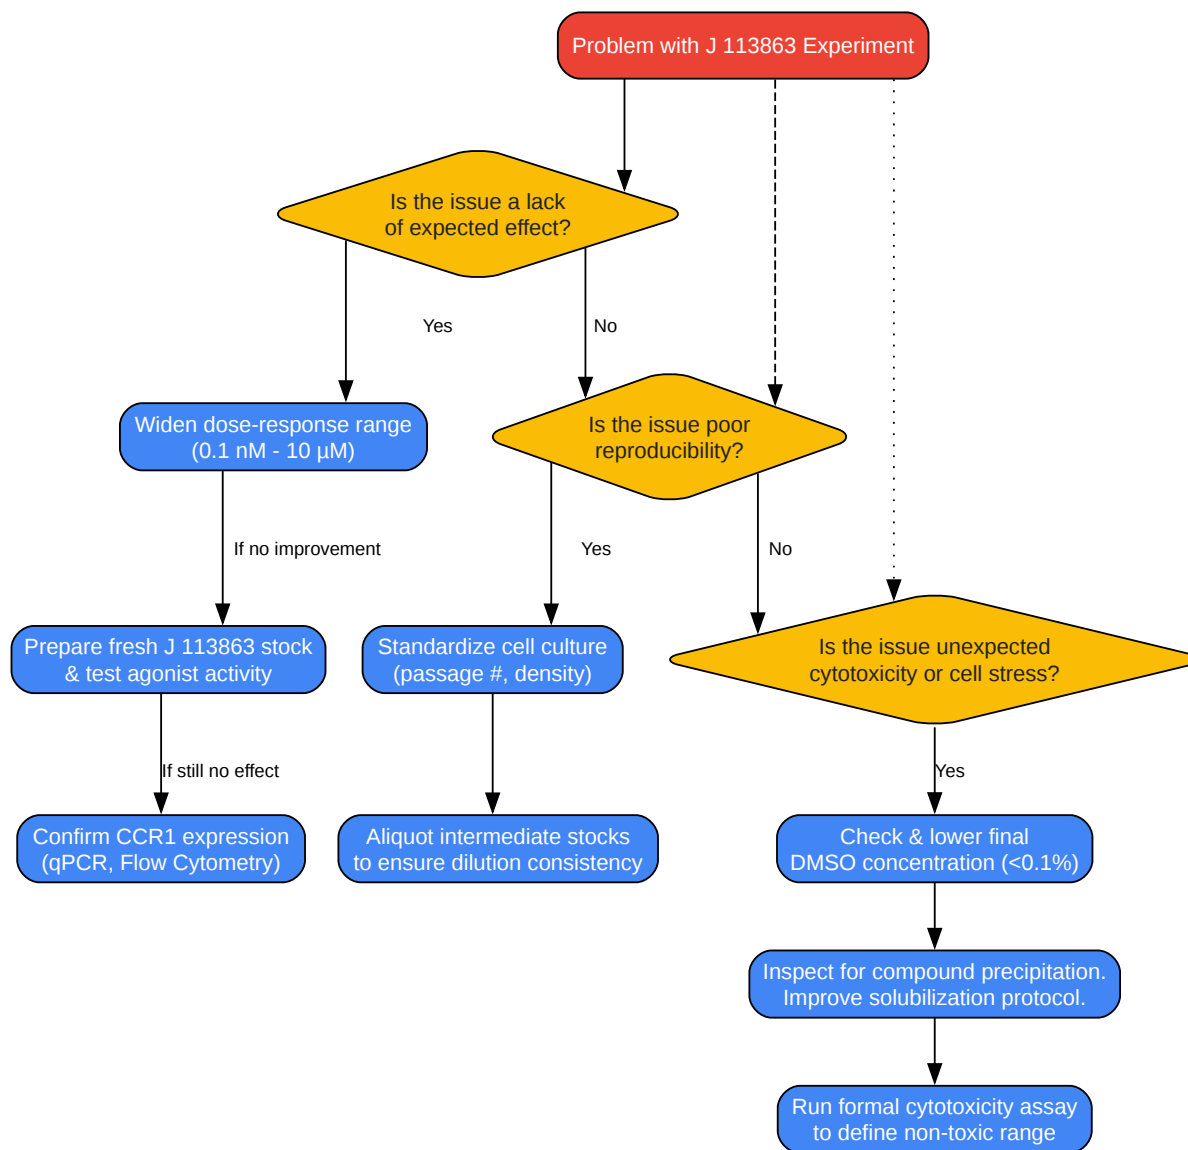 Problem with J 113863 Experiment
Is the issue a lack
of expected effect?
Yes
No
Widen dose-response range
(0.1 nM - 10 µM)
Is the issue poor
reproducibility?
If no improvement
Yes
No
Prepare fresh J 113863 stock
& test agonist activity
Standardize cell culture
(passage #, density)
Is the issue unexpected
cytotoxicity or cell stress?
If still no effect
Yes
Confirm CCR1 expression
(qPCR, Flow Cytometry)
Aliquot intermediate stocks
to ensure dilution consistency
Check & lower final
DMSO concentration (<0.1%)
Inspect for compound precipitation.
Improve solubilization protocol.
Run formal cytotoxicity assay
to define non-toxic range